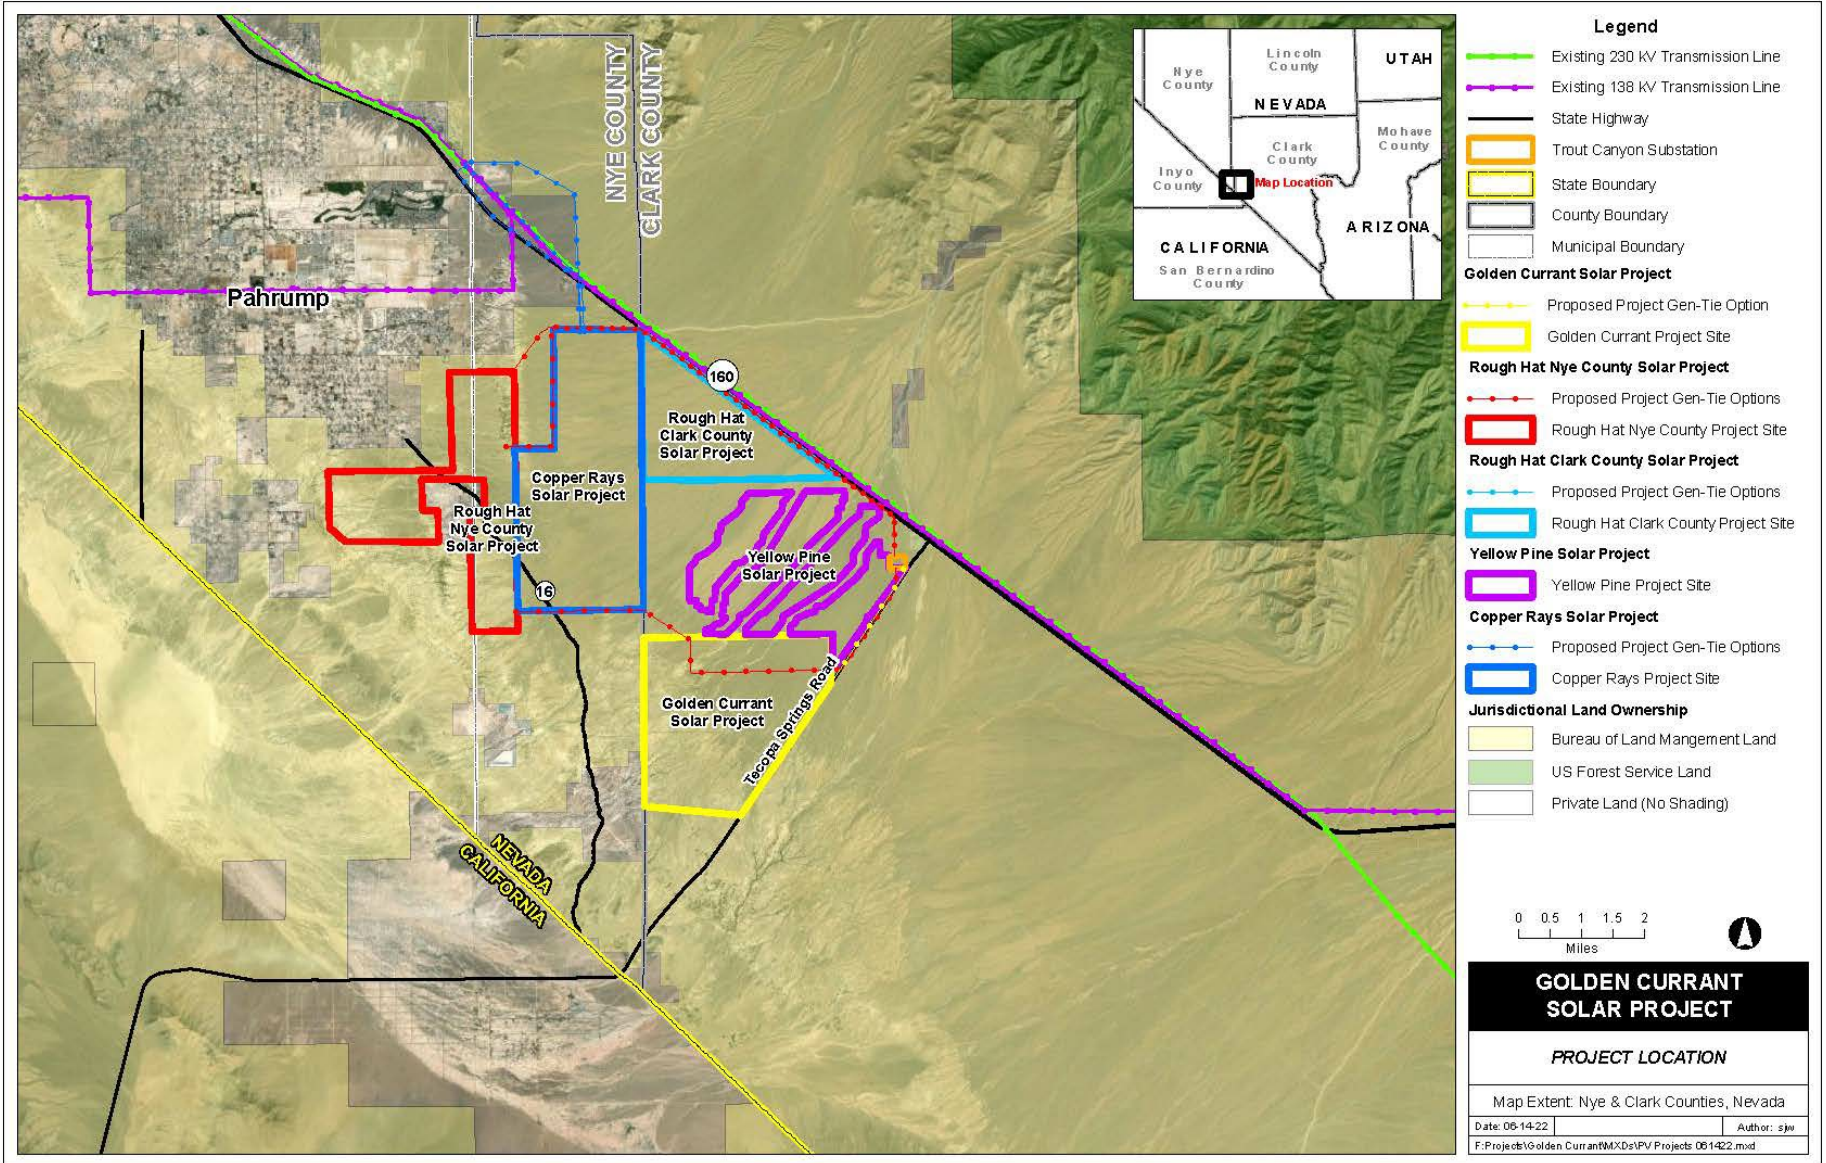 NYE COUNTY
CLARK COUNTY
Pahrump
160
Rough Hat
Clark County
Solar Project
Copper Rays
Solar Project
Rough Hat
Nye County
Solar Project
16
Yellow Pine
Solar Project
Golden Currant
Solar Project
Tecopa Springs Road
NEVADA
CALIFORNIA
Nye
County
Lincoln
County
UTAH
NEVADA
Mohave
County
Clark
County
Inyo
County
Map Location
ARIZONA
CALIFORNIA
San Bernardino
County
Legend
Existing 230 kV Transmission Line
Existing 138 kV Transmission Line
State Highway
Trout Canyon Substation
State Boundary
County Boundary
Municipal Boundary
Golden Currant Solar Project
Proposed Project Gen-Tie Option
Golden Currant Project Site
Rough Hat Nye County Solar Project
Proposed Project Gen-Tie Options
Rough Hat Nye County Project Site
Rough Hat Clark County Solar Project
Proposed Project Gen-Tie Options
Rough Hat Clark County Project Site
Yellow Pine Solar Project
Yellow Pine Project Site
Copper Rays Solar Project
Proposed Project Gen-Tie Options
Copper Rays Project Site
Jurisdictional Land Ownership
Bureau of Land Mangement Land
US Forest Service Land
Private Land (No Shading)
0 0.5 1 1.5 2
Miles
GOLDEN CURRANT
SOLAR PROJECT
PROJECT LOCATION
Map Extent: Nye & Clark Counties, Nevada
Date: 06-14-22
Author: sjw
F:Projects\Golden Currant\MXDs\PV Projects 061422.mxd